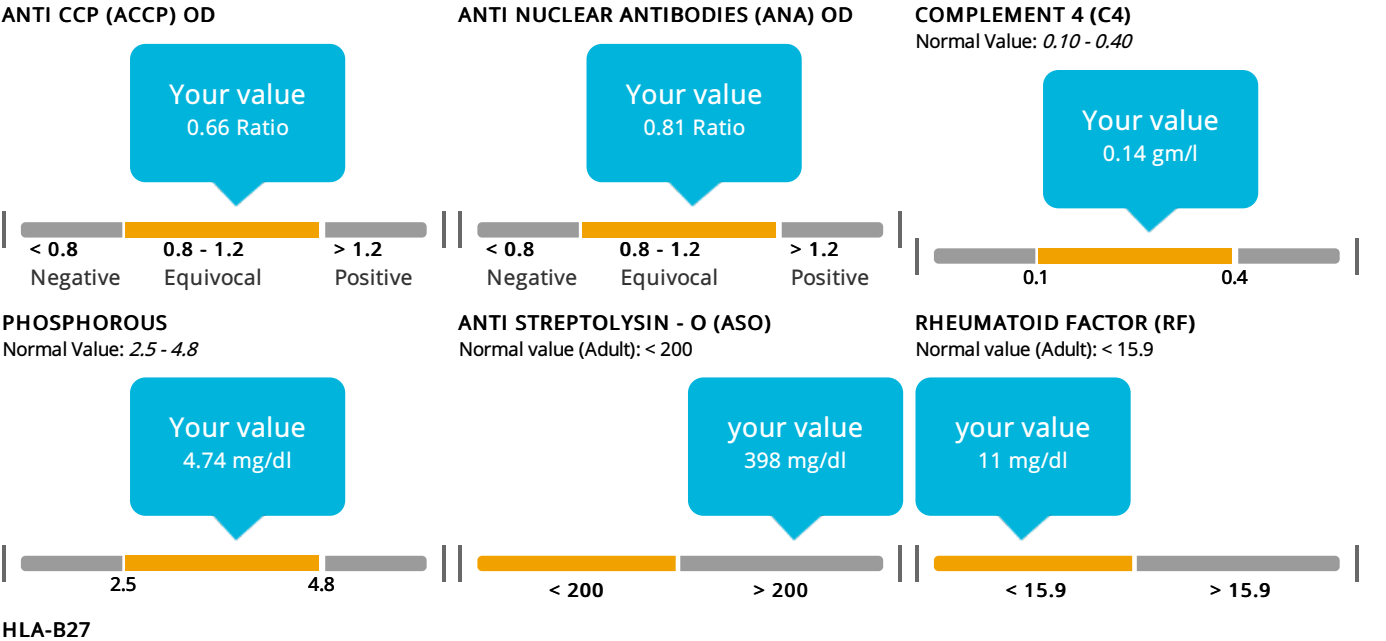 ANTI CCP (ACCP) OD
Your value
0.66 Ratio
< 0.8
0.8 - 1.2
> 1.2
Negative
Equivocal
Positive
ANTI NUCLEAR ANTIBODIES (ANA) OD
Your value
0.81 Ratio
< 0.8
0.8 - 1.2
> 1.2
Negative
Equivocal
Positive
COMPLEMENT 4 (C4)
Normal Value: 0.10 - 0.40
Your value
0.14 gm/l
0.1
0.4
PHOSPHOROUS
Normal Value: 2.5 - 4.8
Your value
4.74 mg/dl
2.5
4.8
ANTI STREPTOLYSIN - O (ASO)
Normal value (Adult): < 200
your value
398 mg/dl
< 200
> 200
RHEUMATOID FACTOR (RF)
Normal value (Adult): < 15.9
your value
11 mg/dl
< 15.9
> 15.9
HLA-B27